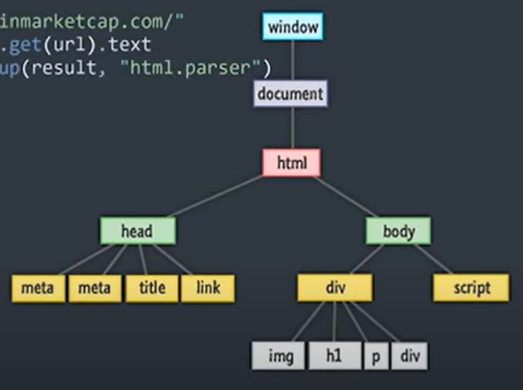 inmarketcap.com/"
.get(url).text
up(result, "html.parser")
window
document
html
head
body
meta meta title link
div
script
img h1 p div